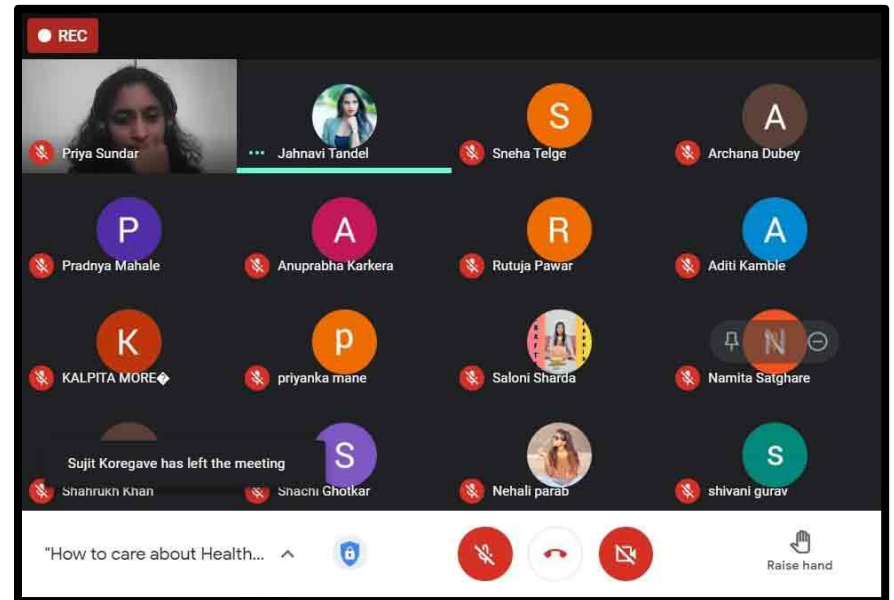 REC
Priya Sundar
Jahnavi Tandel
S
Sneha Telge
A
Archana Dubey
P
Pradnya Mahale
A
Anuprabha Karkera
R
Rutuja Pawar
A
Aditi Kamble
K
KALPITA MORE�
p
priyanka mane
Saloni Sharda
N
Namita Satghare
Sujit Koregave has left the meeting
Shahrukh Khan
S
Shachi Ghotkar
Nehali parab
s
shivani gurav
"How to care about Health...
Raise hand